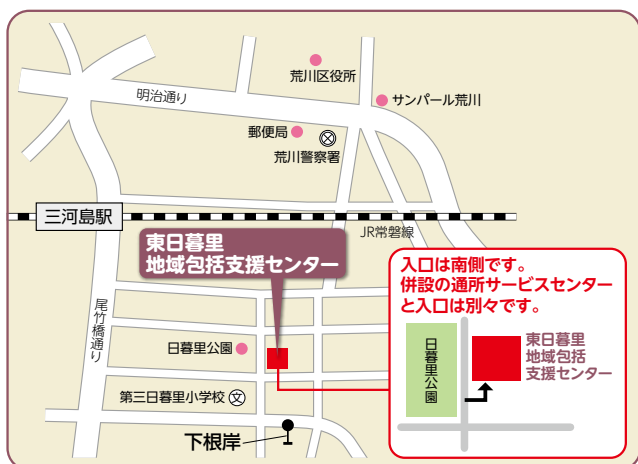 荒川区役所
明治通り
サンパール荒川
郵便局
荒川警察署
三河島駅
JR常磐線
東日暮里
地域包括支援センター
入口は南側です。
併設の通所サービスセンター
と入口は別々です。
尾竹橋通り
日暮里公園
東日暮里
地域包括
支援センター
日暮里公園
第三日暮里小学校
文
下根岸